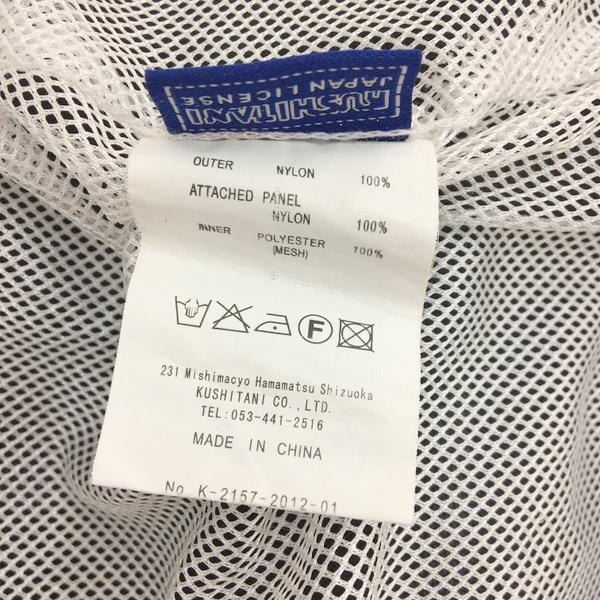 KUSHITANI
JAPAN LICENSE
OUTER NYLON 100%
ATTACHED PANEL
NYLON 100%
INNER POLYESTER 100%
(MESH)
F
231 Mishimacyo Hamamatsu Shizuoka
KUSHITANI CO., LTD.
TEL:053-441-2516
MADE IN CHINA
No. K-2157-2012-01